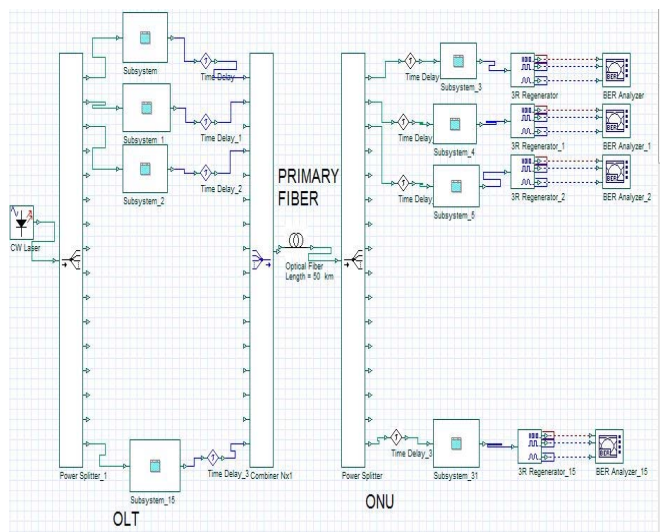 Subsystem
Time Delay
Subsystem_1
Time Delay_1
Subsystem_2
Time Delay_2
CW Laser
Power Splitter_1
Subsystem_15
Time Delay_3
Combiner Nx1
OLT
PRIMARY
FIBER
Optical Fiber
Length = 50 km
Power Splitter
ONU
Time Delay
Subsystem_3
3R Regenerator
BER Analyzer
Time Delay
Subsystem_4
3R Regenerator_1
BER Analyzer_1
Time Delay
Subsystem_5
3R Regenerator_2
BER Analyzer_2
Time Delay_3
Subsystem_31
3R Regenerator_15
BER Analyzer_15